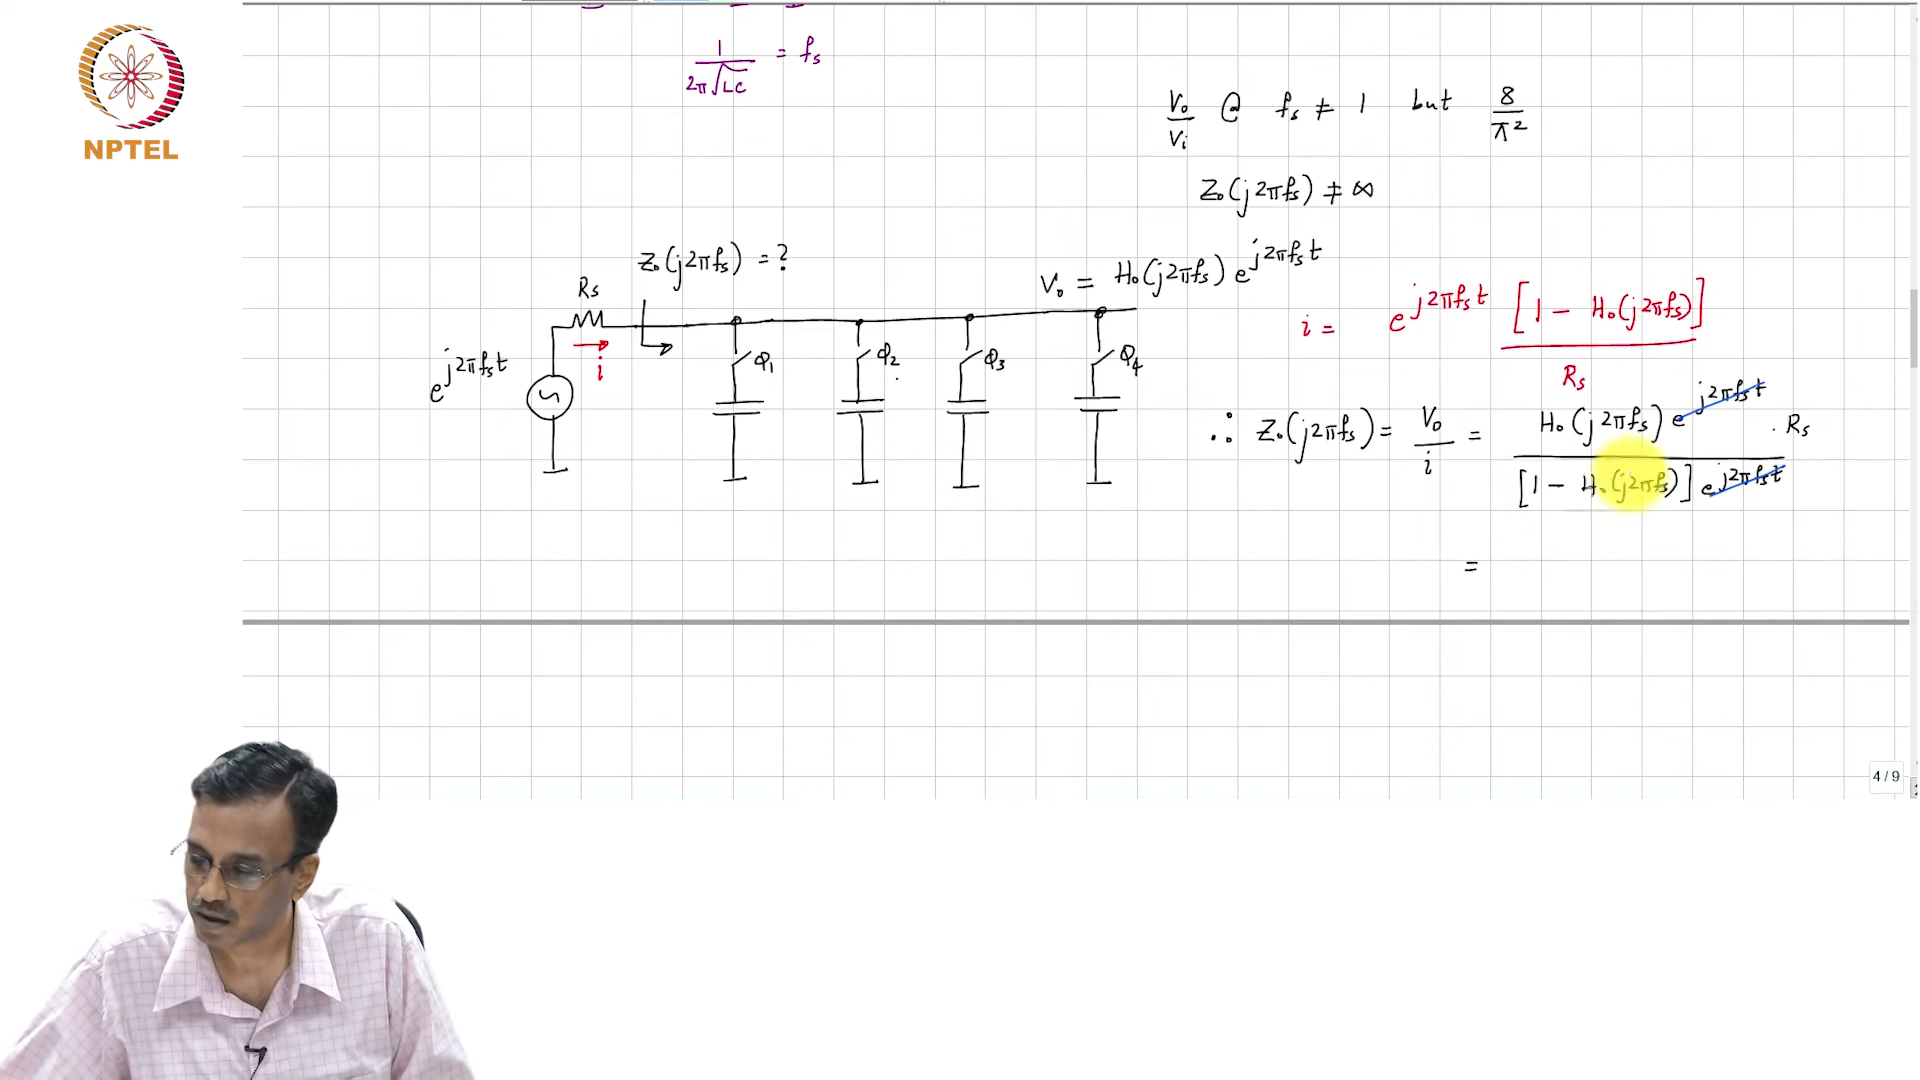 NPTEL
1 / 2π√LC = fs
Vo/Vi @ fs ≠ 1 but 8/π²
Zo(j2πfs) ≠ ∞
Zo(j2πfs) = ?
Vo = Ho(j2πfs) e^j2πfst
Rs
i
e^j2πfst
Φ1 Φ2 Φ3 Φ4
i = e^j2πfst [1 - Ho(j2πfs)] / Rs
∴ Zo(j2πfs) = Vo/i = Ho(j2πfs) e^j2πfst / [1 - Ho(j2πfs)] e^j2πfst . Rs
=
4 / 9